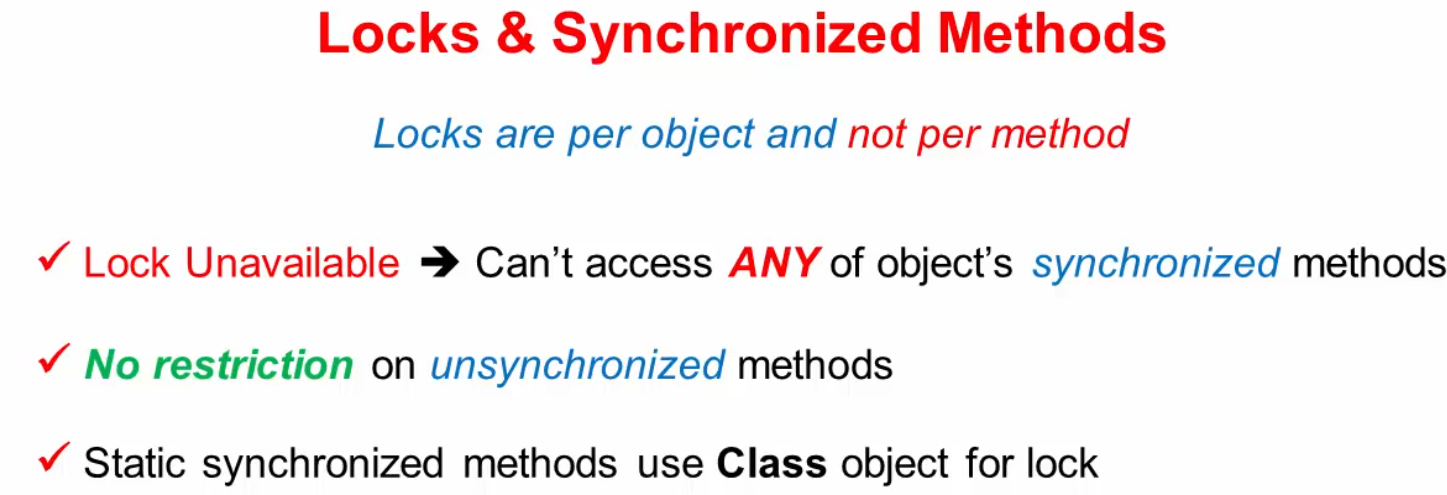 Locks & Synchronized Methods
Locks are per object and not per method
✓ Lock Unavailable ➔ Can’t access ANY of object’s synchronized methods
✓ No restriction on unsynchronized methods
✓ Static synchronized methods use Class object for lock